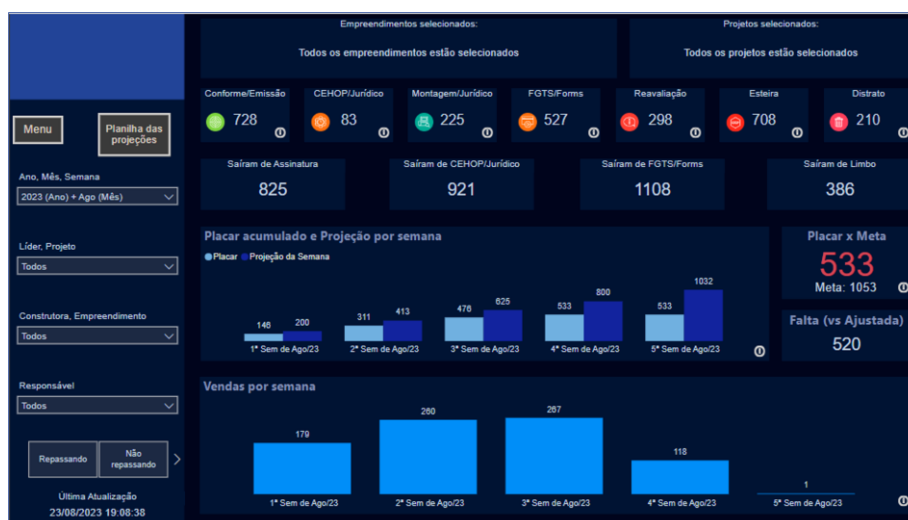 Empreendimentos selecionados:
Todos os empreendimentos estão selecionados
Projetos selecionados:
Todos os projetos estão selecionados
Menu
Planilha das
projeções
Ano, Mês, Semana
2023 (Ano) + Ago (Mês)
Líder, Projeto
Todos
Construtora, Empreendimento
Todos
Responsável
Todos
Repassando
Não
repassando
Última Atualização
23/08/2023 19:08:38
Conforme/Emissão
728
CEHOP/Jurídico
83
Montagem/Jurídico
225
FGTS/Forms
527
Reavaliação
298
Esteira
708
Distrato
210
Saíram de Assinatura
825
Saíram de CEHOP/Jurídico
921
Saíram de FGTS/Forms
1108
Saíram de Limbo
386
Placar acumulado e Projeção por semana
Placar Projeção da Semana
146 200 311 413 476 625 533 800 533 1032
1ª Sem de Ago/23 2ª Sem de Ago/23 3ª Sem de Ago/23 4ª Sem de Ago/23 5ª Sem de Ago/23
Placar x Meta
533
Meta: 1053
Falta (vs Ajustada)
520
Vendas por semana
179 260 267 118 1
1ª Sem de Ago/23 2ª Sem de Ago/23 3ª Sem de Ago/23 4ª Sem de Ago/23 5ª Sem de Ago/23